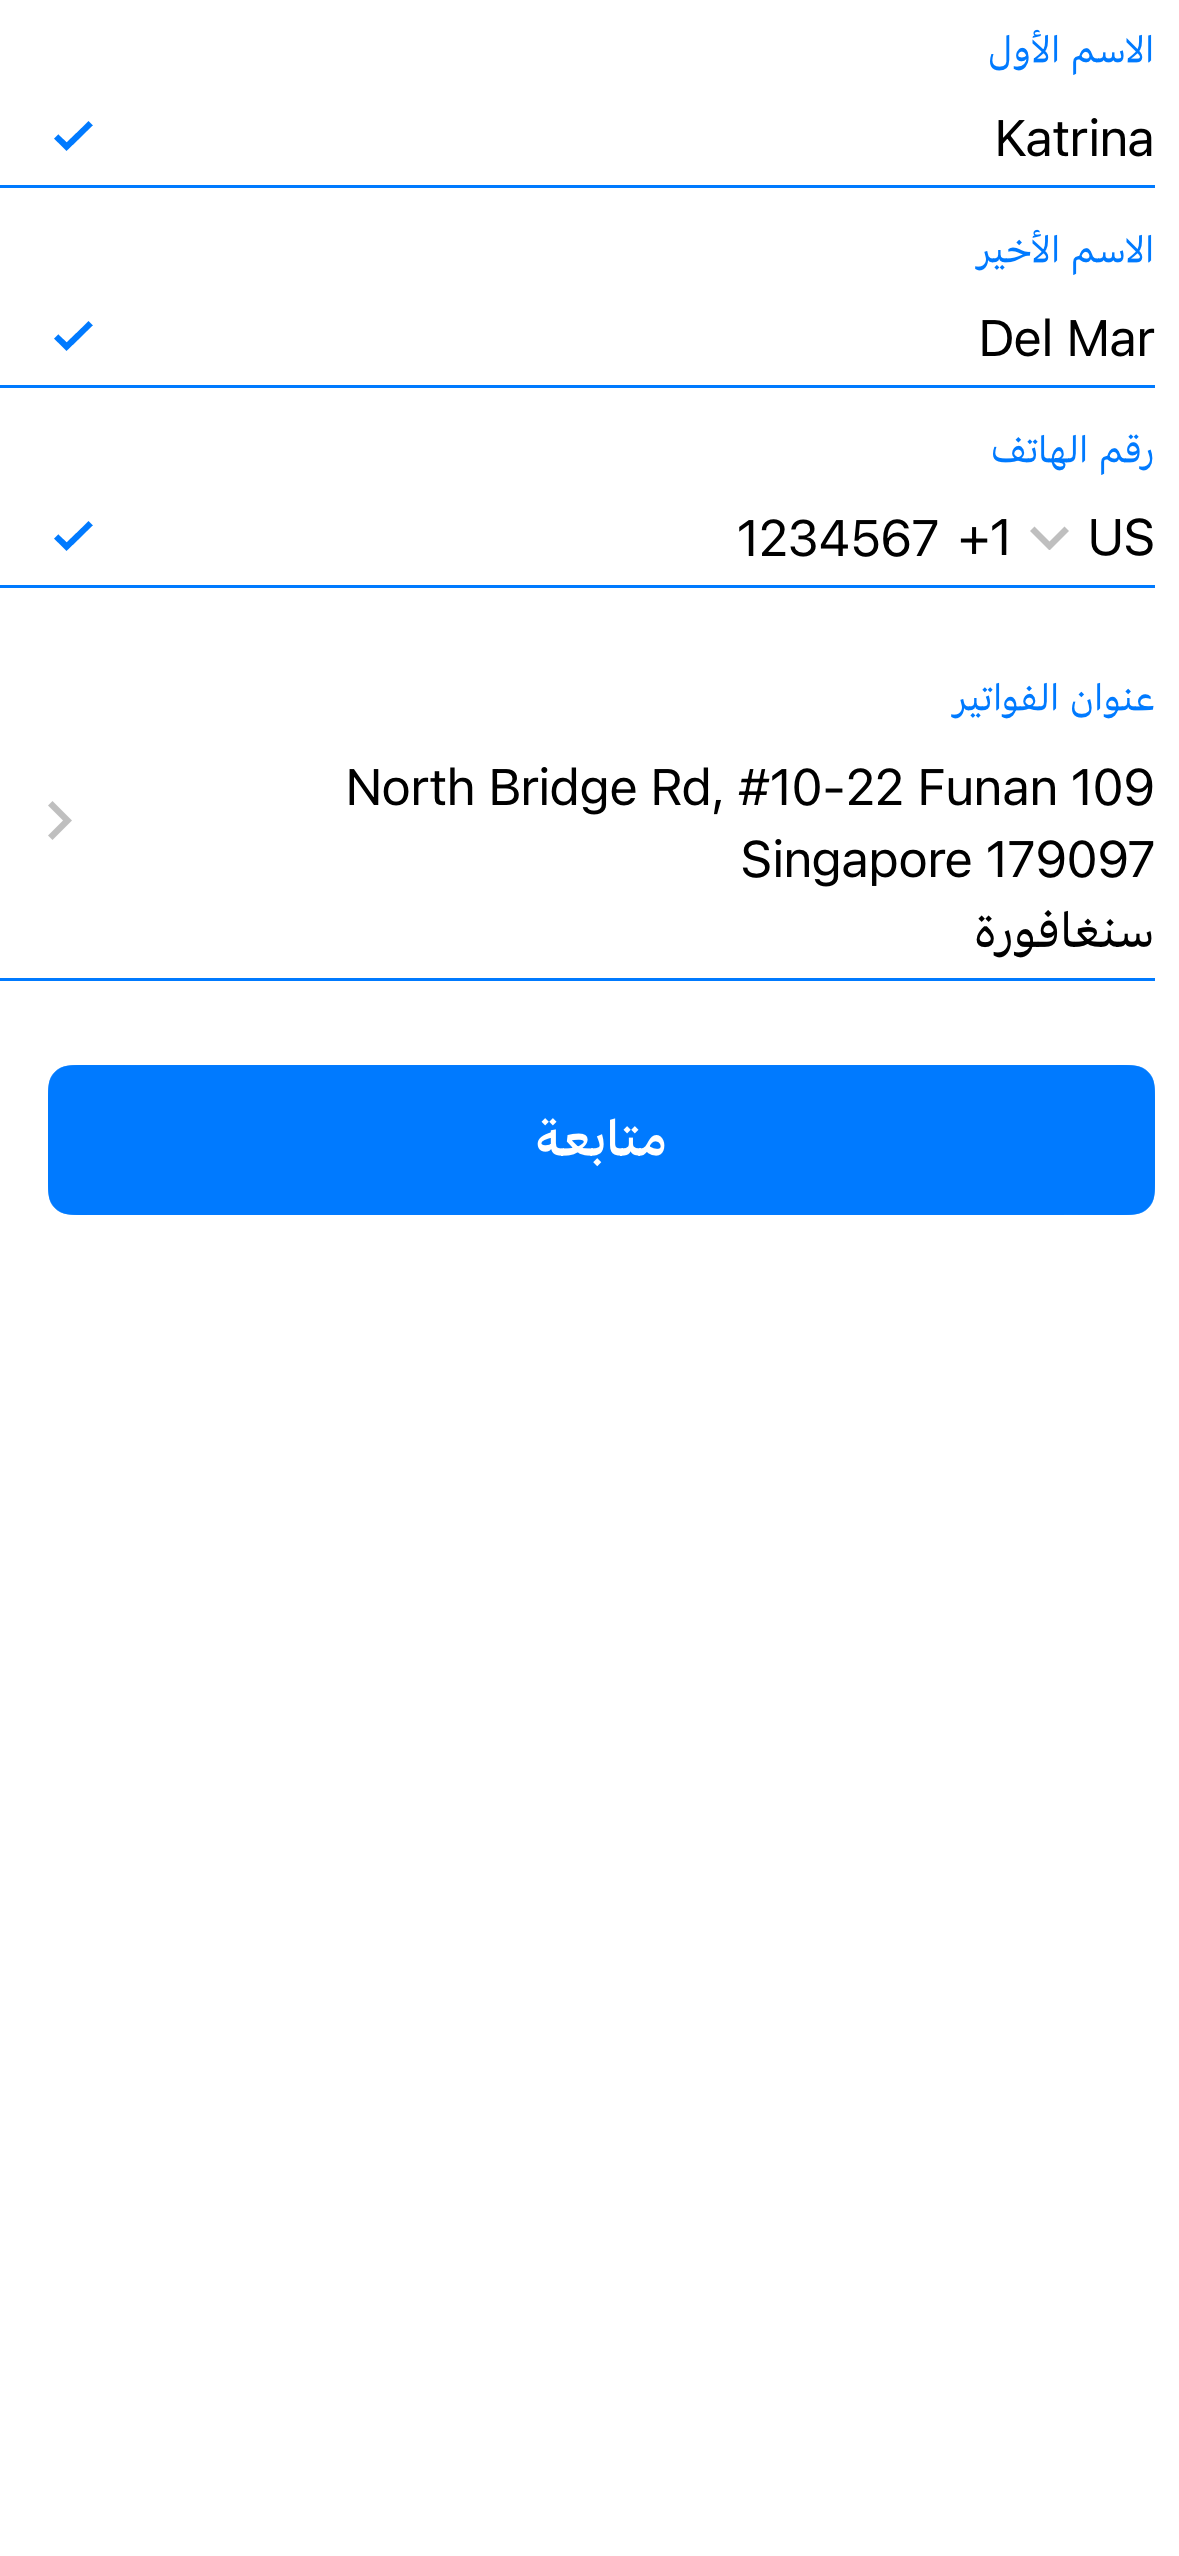 الاسم الأول
Katrina
الاسم الأخير
Del Mar
رقم الهاتف
US +1 1234567
عنوان الفواتير
North Bridge Rd, #10-22 Funan 109
Singapore 179097
سنغافورة
متابعة